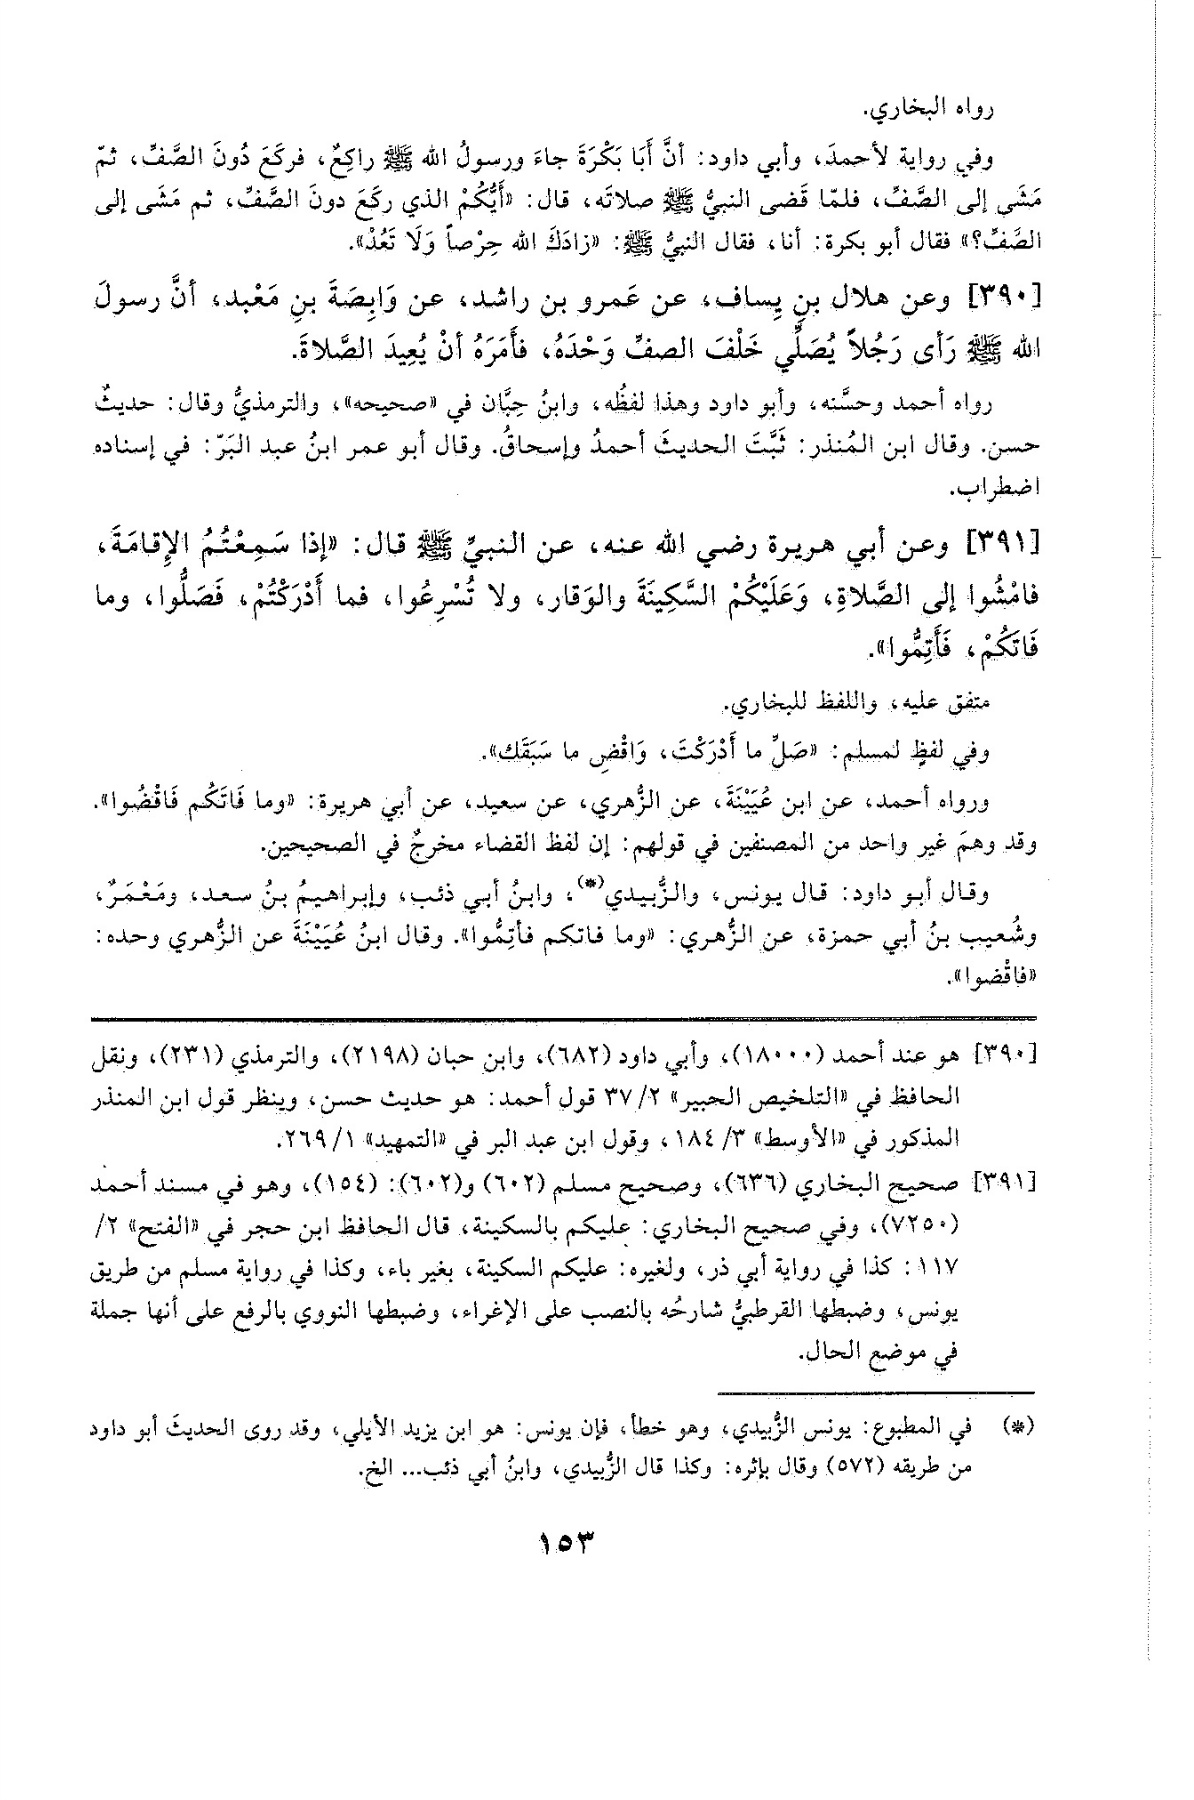 رواه البخاري.
وفي رواية لأحمدَ، وأبي داود: أنَّ أَبَا بَكْرَةَ جاءَ ورسولُ الله ﷺ راكِعٌ، فركَعَ دُونَ الصَّفِّ، ثمّ
مَشَى إلى الصَّفِّ، فلمّا قَضى النبيُّ ﷺ صلاتَه، قال: «أَيُّكُمْ الذي ركَعَ دونَ الصَّفِّ، ثم مَشَى إلى
الصَّفِّ؟» فقال أبو بكرة: أنا، فقال النبيُّ ﷺ: «زادَكَ الله حِرْصاً وَلَا تَعُدْ».
[٣٩٠] وعن هلال بنِ يِساف، عن عَمرو بن راشد، عن وَابِصَةَ بنِ مَعْبد، أنَّ رسولَ
الله ﷺ رَأى رَجُلاً يُصَلِّي خَلْفَ الصفِّ وَحْدَهُ، فأَمَرَهُ أنْ يُعِيدَ الصَّلاةَ.
رواه أحمد وحسَّنه، وأبو داود وهذا لفظُه، وابنُ حِبَّان في «صحيحه»، والترمذيُّ وقال: حديثٌ
حسن. وقال ابن المُنذر: ثَبَّتَ الحديثَ أحمدُ وإسحاقُ. وقال أبو عمر ابنُ عبد البَرّ: في إسناده
اضطراب.
[٣٩١] وعن أبي هريرة رضي الله عنه، عن النبيِّ ﷺ قال: «إذا سَمِعْتُمُ الإِقامَةَ،
فامْشُوا إلى الصَّلاةِ، وَعَلَيْكُمْ السَّكِينَةَ والوَقار، ولا تُسْرِعُوا، فما أَدْرَكْتُمْ، فَصَلُّوا، وما
فَاتَكُمْ، فَأَتِمُّوا».
متفق عليه، واللفظ للبخاري.
وفي لفظٍ لمسلم: «صَلِّ ما أَدْرَكْتَ، وَاقْضِ ما سَبَقَك».
ورواه أحمد، عن ابن عُيَيْنَةَ، عن الزُّهري، عن سعيد، عن أبي هريرة: «وما فَاتَكُم فَاقْضُوا».
وقد وهمَ غير واحد من المصنفين في قولهم: إن لفظ القضاء مخرجٌ في الصحيحين.
وقال أبو داود: قال يونس، والزُّبيدي(*)، وابنُ أبي ذئب، وإبراهيمُ بنُ سعد، ومَعْمَرٌ،
وشُعيب بنُ أبي حمزة، عن الزُّهري: «وما فاتكم فأتِمُّوا». وقال ابنُ عُيَيْنَةَ عن الزُّهري وحده:
«فاقْضوا».
[٣٩٠] هو عند أحمد (١٨٠٠٠)، وأبي داود (٦٨٢)، وابن حبان (٢١٩٨)، والترمذي (٢٣١)، ونقل
الحافظ في «التلخيص الحبير» ٢/ ٣٧ قول أحمد: هو حديث حسن، وينظر قول ابن المنذر
المذكور في «الأوسط» ٣/ ١٨٤، وقول ابن عبد البر في «التمهيد» ١/ ٢٦٩.
[٣٩١] صحيح البخاري (٦٣٦)، وصحيح مسلم (٦٠٢) و(٦٠٢): (١٥٤)، وهو في مسند أحمد
(٧٢٥٠)، وفي صحيح البخاري: عليكم بالسكينة، قال الحافظ ابن حجر في «الفتح» ٢/
١١٧: كذا في رواية أبي ذر، ولغيره: عليكم السكينة، بغير باء، وكذا في رواية مسلم من طريق
يونس، وضبطها القرطبيُّ شارحُه بالنصب على الإغراء، وضبطها النووي بالرفع على أنها جملة
في موضع الحال.
(*) في المطبوع: يونس الزُّبيدي، وهو خطأ، فإن يونس: هو ابن يزيد الأيلي، وقد روى الحديثَ أبو داود
من طريقه (٥٧٢) وقال بإثره: وكذا قال الزُّبيدي، وابنُ أبي ذئب... الخ.
١٥٣